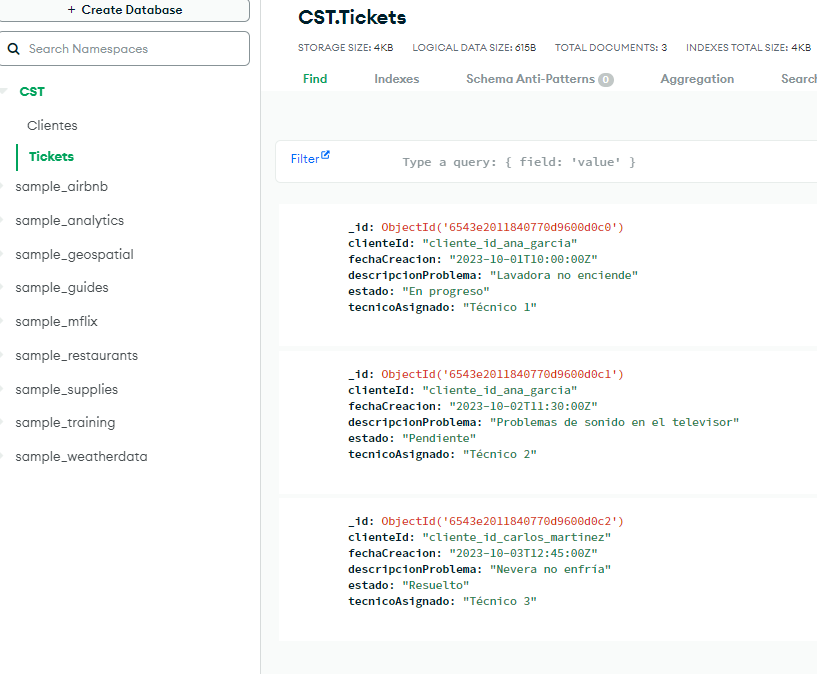 + Create Database
Search Namespaces
CST
Clientes
Tickets
sample_airbnb
sample_analytics
sample_geospatial
sample_guides
sample_mflix
sample_restaurants
sample_supplies
sample_training
sample_weatherdata
CST.Tickets
STORAGE SIZE: 4KB LOGICAL DATA SIZE: 615B TOTAL DOCUMENTS: 3 INDEXES TOTAL SIZE: 4KB
Find Indexes Schema Anti-Patterns 0 Aggregation Search
Filter Type a query: { field: 'value' }
_id: ObjectId('6543e2011840770d9600d0c0')
clienteId: "cliente_id_ana_garcia"
fechaCreacion: "2023-10-01T10:00:00Z"
descripcionProblema: "Lavadora no enciende"
estado: "En progreso"
tecnicoAsignado: "Técnico 1"
_id: ObjectId('6543e2011840770d9600d0c1')
clienteId: "cliente_id_ana_garcia"
fechaCreacion: "2023-10-02T11:30:00Z"
descripcionProblema: "Problemas de sonido en el televisor"
estado: "Pendiente"
tecnicoAsignado: "Técnico 2"
_id: ObjectId('6543e2011840770d9600d0c2')
clienteId: "cliente_id_carlos_martinez"
fechaCreacion: "2023-10-03T12:45:00Z"
descripcionProblema: "Nevera no enfría"
estado: "Resuelto"
tecnicoAsignado: "Técnico 3"